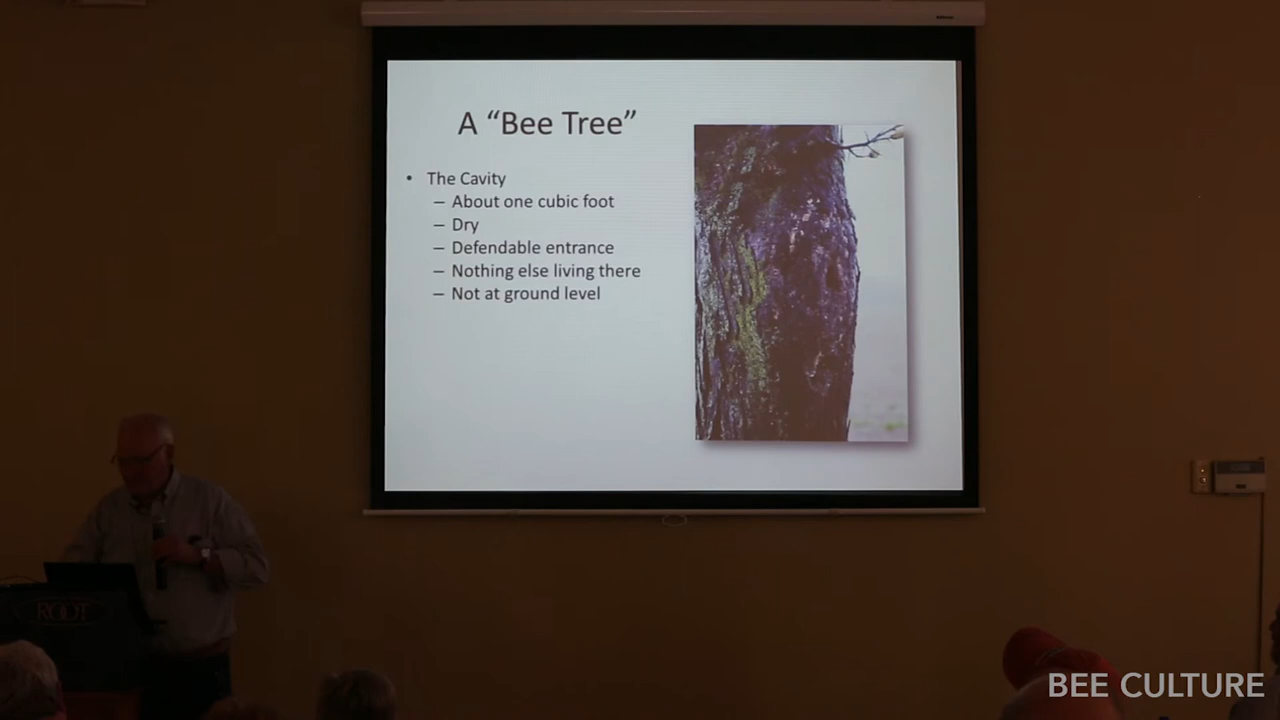 A “Bee Tree”
• The Cavity
– About one cubic foot
– Dry
– Defendable entrance
– Nothing else living there
– Not at ground level
ROOT
BEE CULTURE